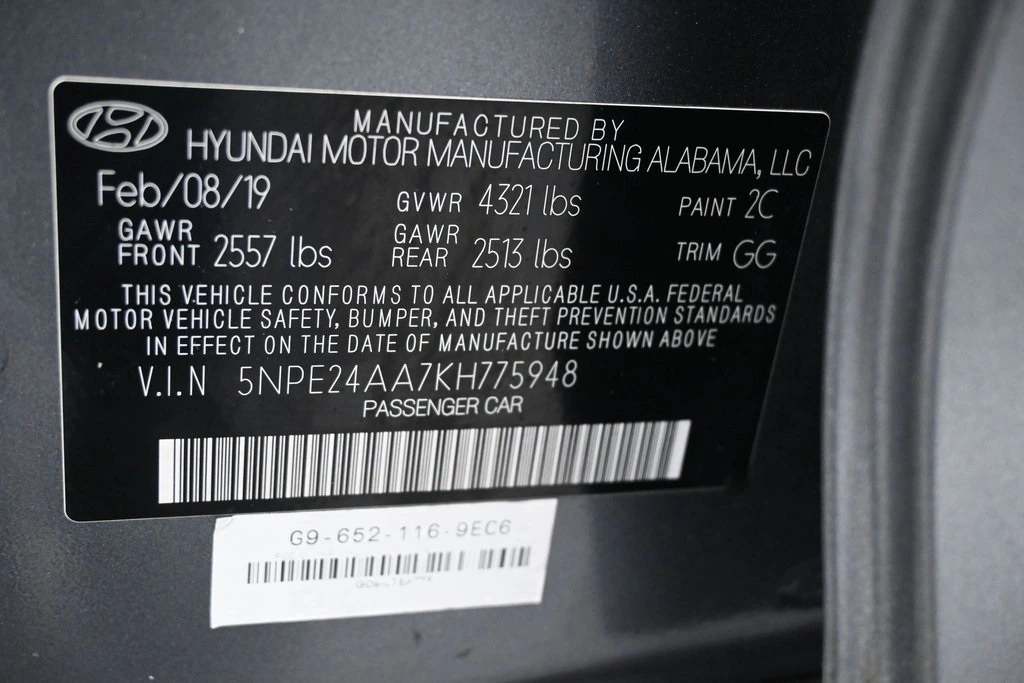 MANUFACTURED BY
HYUNDAI MOTOR MANUFACTURING ALABAMA, LLC
Feb/08/19 GVWR 4321 lbs PAINT 2C
GAWR FRONT 2557 lbs GAWR REAR 2513 lbs TRIM GG
THIS VEHICLE CONFORMS TO ALL APPLICABLE U.S.A. FEDERAL
MOTOR VEHICLE SAFETY, BUMPER, AND THEFT PREVENTION STANDARDS
IN EFFECT ON THE DATE OF MANUFACTURE SHOWN ABOVE
V.I.N 5NPE24AA7KH775948
PASSENGER CAR
G9-652-116-9EC6